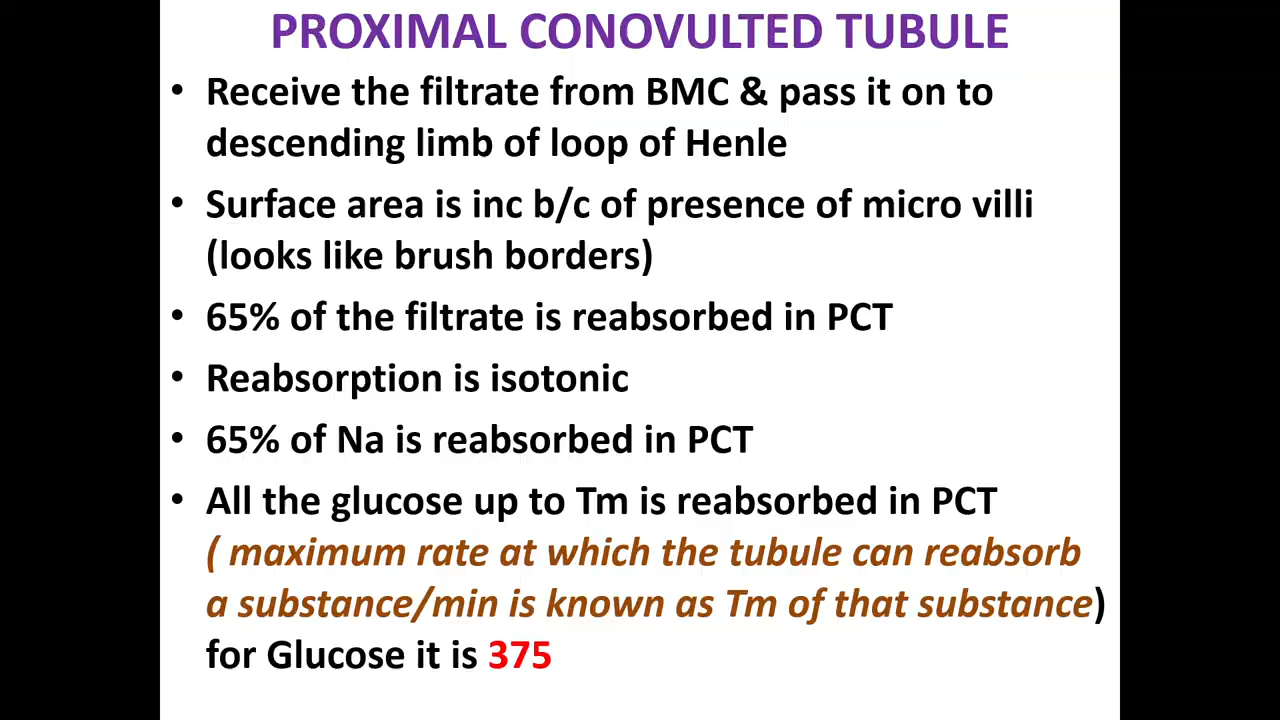 PROXIMAL CONOVULTED TUBULE
• Receive the filtrate from BMC & pass it on to
descending limb of loop of Henle
• Surface area is inc b/c of presence of micro villi
(looks like brush borders)
• 65% of the filtrate is reabsorbed in PCT
• Reabsorption is isotonic
• 65% of Na is reabsorbed in PCT
• All the glucose up to Tm is reabsorbed in PCT
( maximum rate at which the tubule can reabsorb
a substance/min is known as Tm of that substance)
for Glucose it is 375